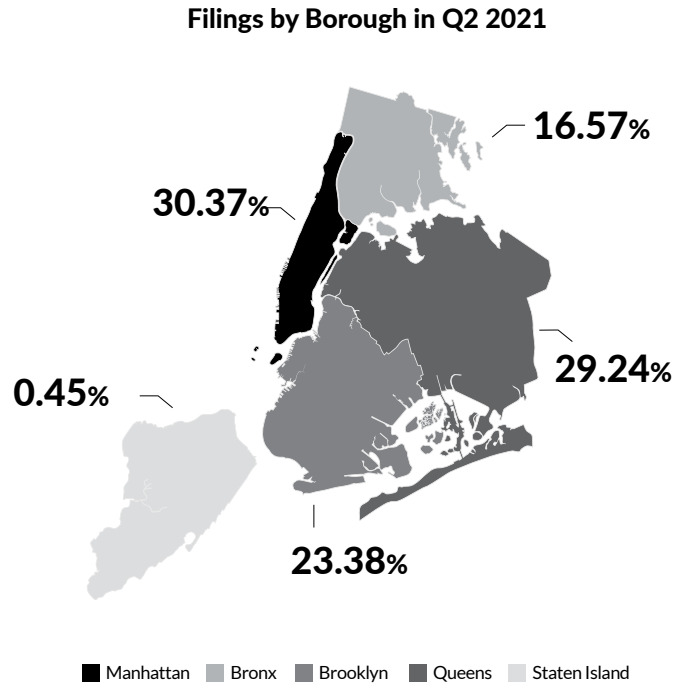 Filings by Borough in Q2 2021
16.57%
30.37%
29.24%
0.45%
23.38%
Manhattan Bronx Brooklyn Queens Staten Island